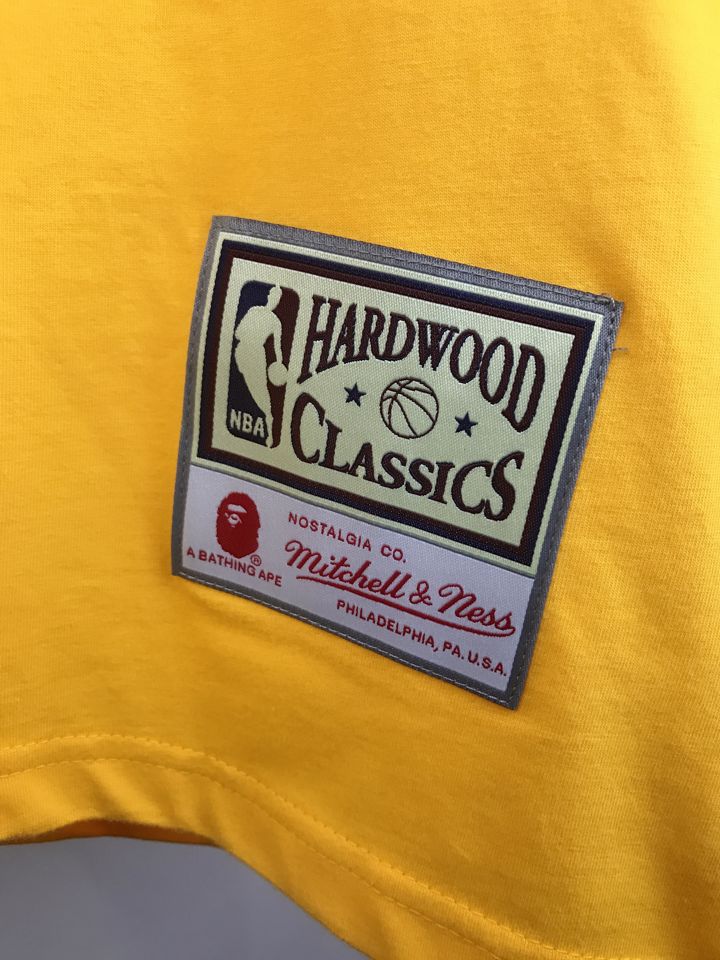 HARDWOOD
CLASSICS
NBA
A BATHING APE®
NOSTALGIA CO.
Mitchell & Ness
PHILADELPHIA, PA. U.S.A.